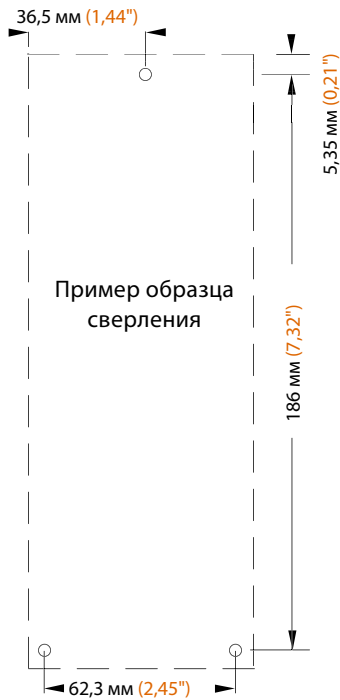 36,5 мм (1,44")
5,35 мм (0,21")
Пример образца
сверления
186 мм (7,32")
62,3 мм (2,45")